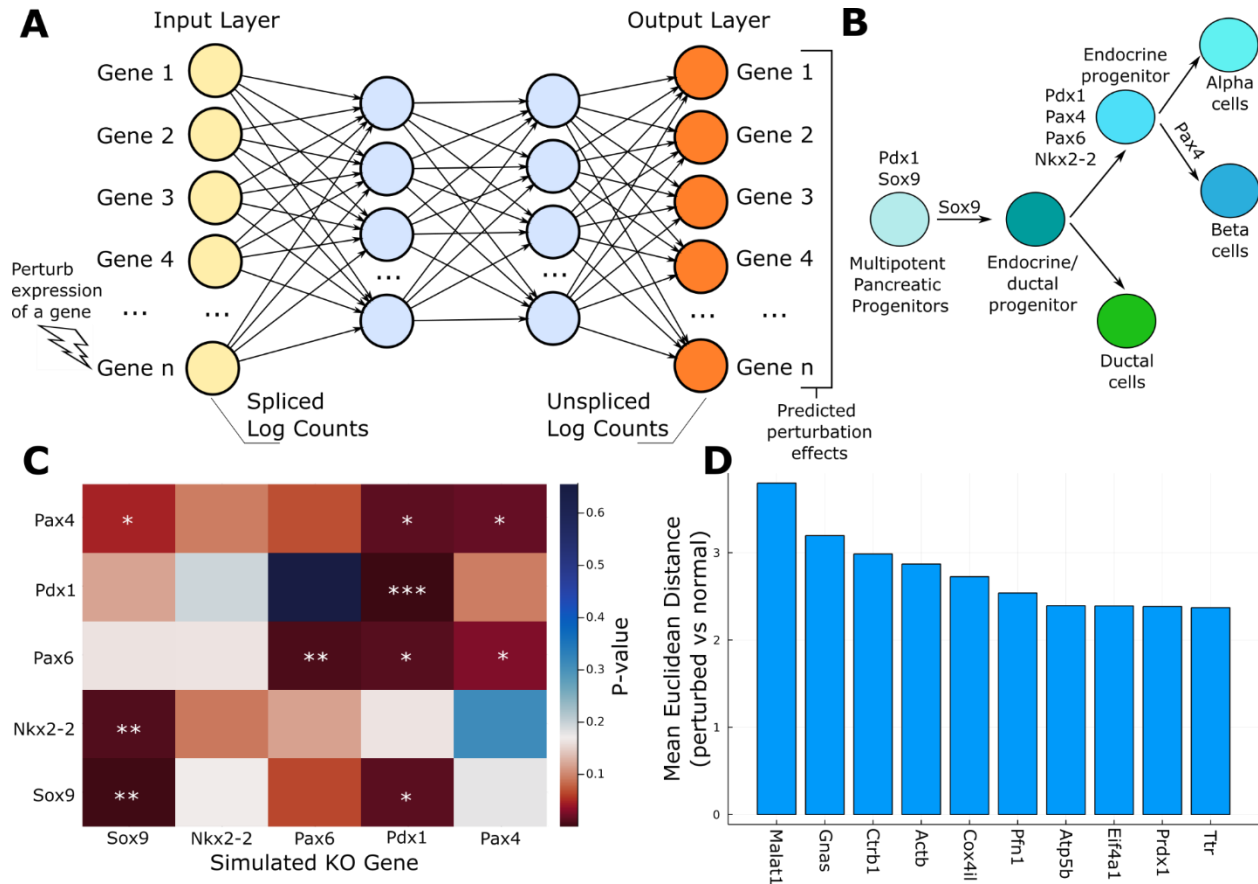 A
Input Layer
Output Layer
Gene 1
Gene 2
Gene 3
Gene 4
...
Gene n
Perturb
expression
of a gene
...
...
...
Gene 1
Gene 2
Gene 3
Gene 4
...
...
Gene n
Spliced
Log Counts
Unspliced
Log Counts
Predicted
perturbation
effects
B
Pdx1
Sox9
Multipotent
Pancreatic
Progenitors
Sox9
Endocrine/
ductal
progenitor
Endocrine
progenitor
Pdx1
Pax4
Pax6
Nkx2-2
Alpha
cells
Pax4
Beta
cells
Ductal
cells
C
Pax4
* * *
Pdx1
***
Pax6
** * *
Nkx2-2
**
Sox9
** *
Sox9 Nkx2-2 Pax6 Pdx1 Pax4
Simulated KO Gene
0.6
0.5
0.4
0.3
0.2
0.1
P-value
D
Mean Euclidean Distance
(perturbed vs normal)
3
2
1
0
Malat1
Gnas
Ctrb1
Actb
Cox4il
Pfn1
Atp5b
Eif4a1
Prdx1
Ttr